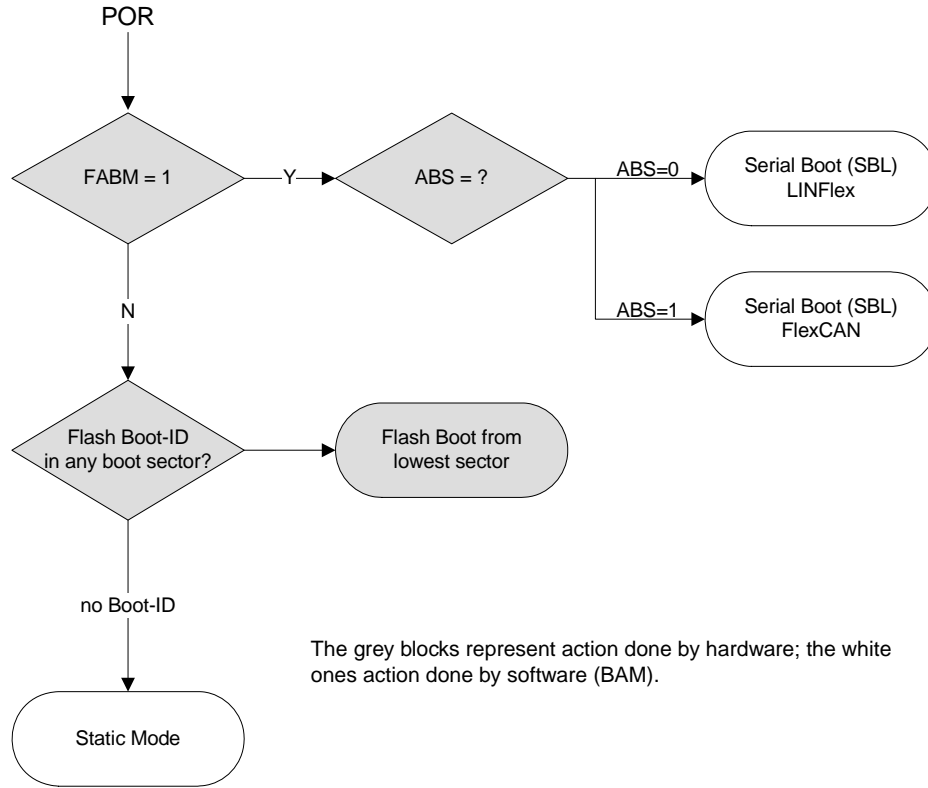 POR
FABM = 1
Y
ABS = ?
ABS=0
Serial Boot (SBL)
LINFlex
ABS=1
Serial Boot (SBL)
FlexCAN
N
Flash Boot-ID
in any boot sector?
Flash Boot from
lowest sector
no Boot-ID
The grey blocks represent action done by hardware; the white
ones action done by software (BAM).
Static Mode